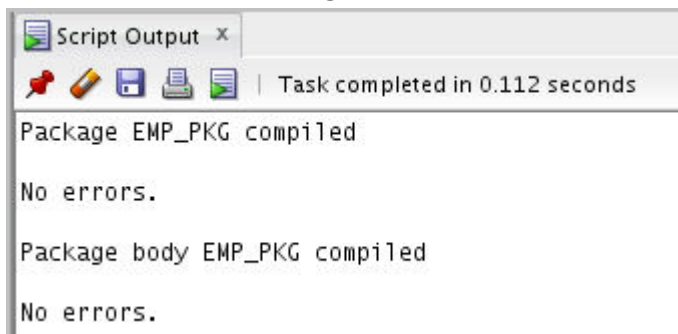 Script Output x
Task completed in 0.112 seconds
Package EMP_PKG compiled
No errors.
Package body EMP_PKG compiled
No errors.